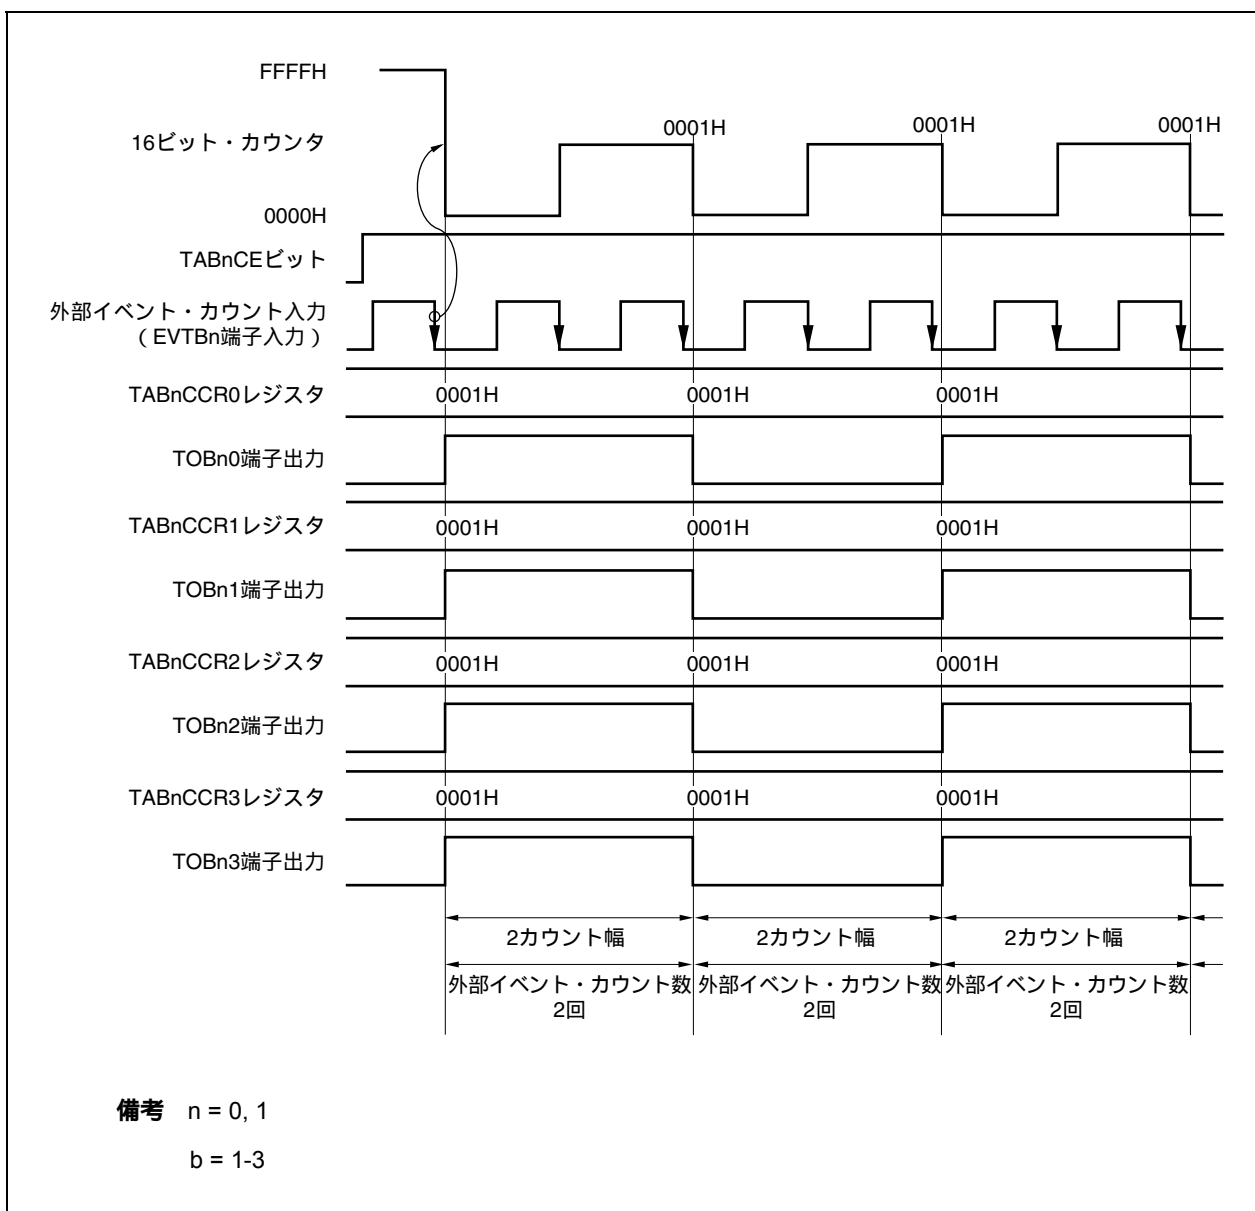 FFFFH
0001H 0001H 0001H
16ビット・カウンタ
0000H
TABnCEビット
外部イベント・カウント入力
(EVTBn端子入力)
TABnCCR0レジスタ 0001H 0001H 0001H
TOBn0端子出力
TABnCCR1レジスタ 0001H 0001H 0001H
TOBn1端子出力
TABnCCR2レジスタ 0001H 0001H 0001H
TOBn2端子出力
TABnCCR3レジスタ 0001H 0001H 0001H
TOBn3端子出力
2カウント幅 2カウント幅 2カウント幅
外部イベント・カウント数 外部イベント・カウント数 外部イベント・カウント数
2回 2回 2回
備考 n = 0, 1
b = 1-3